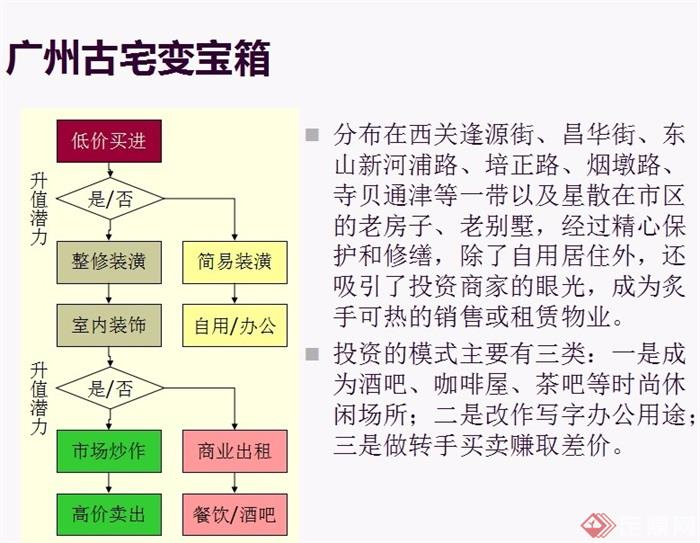 广州古宅变宝箱
低价买进
升值潜力
是/否
整修装潢
简易装潢
室内装饰
自用/办公
升值潜力
是/否
市场炒作
商业出租
高价卖出
餐饮/酒吧
分布在西关逢源街、昌华街、东
山新河浦路、培正路、烟墩路、
寺贝通津等一带以及星散在市区
的老房子、老别墅，经过精心保
护和修缮，除了自用居住外，还
吸引了投资商家的眼光，成为炙
手可热的销售或租赁物业。
投资的模式主要有三类：一是成
为酒吧、咖啡屋、茶吧等时尚休
闲场所；二是改作写字办公用途；
三是做转手买卖赚取差价。